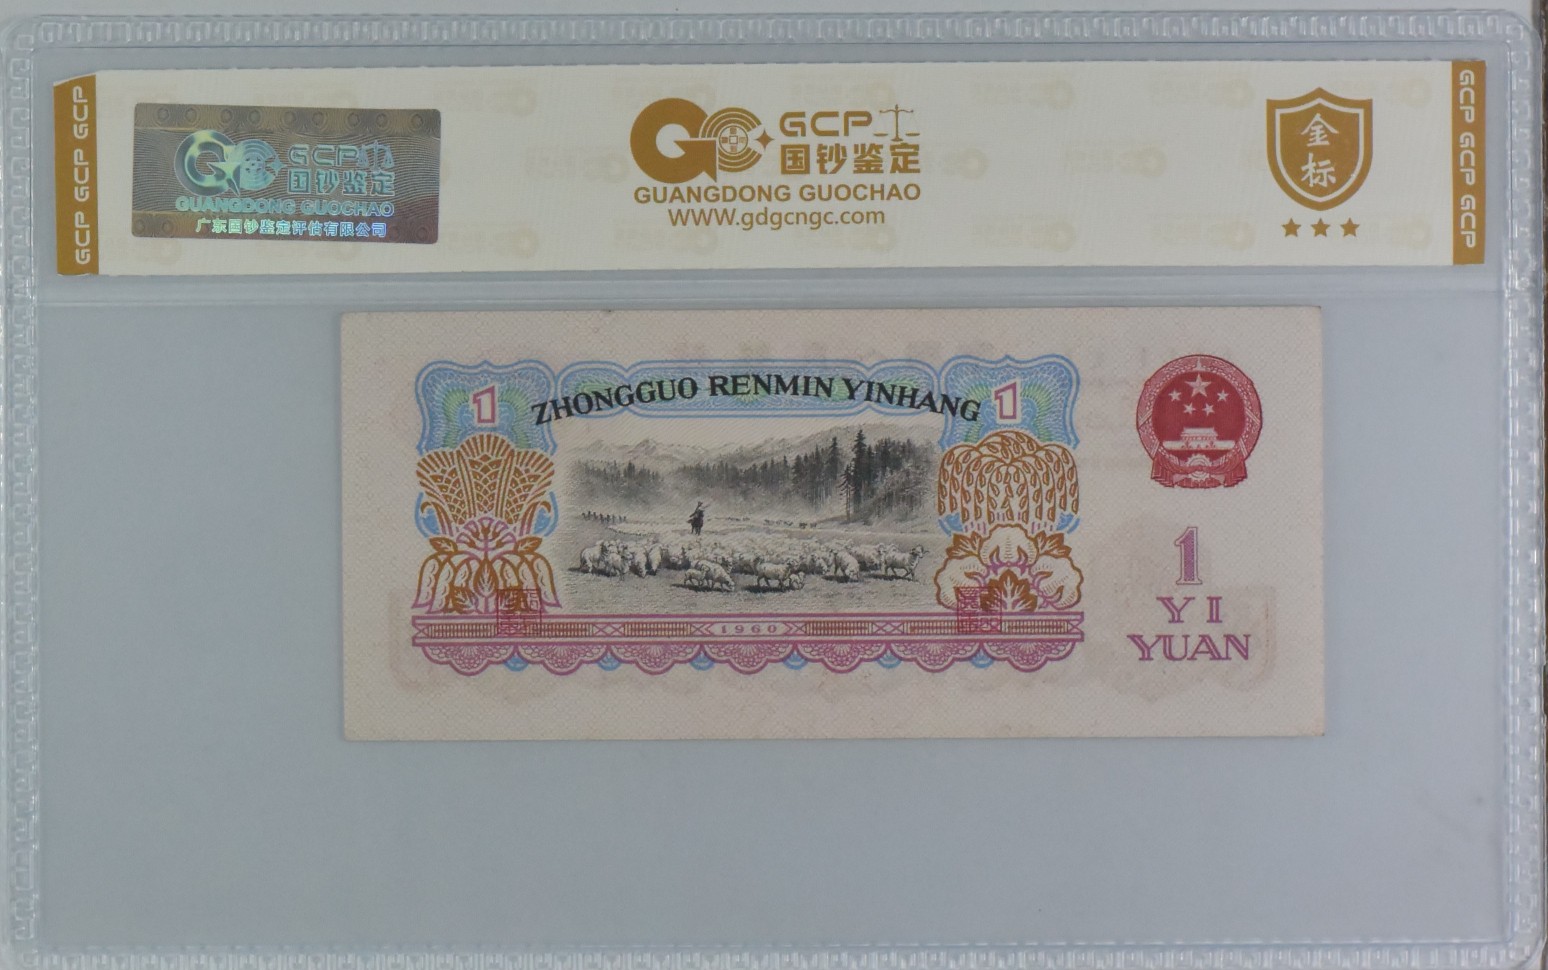 GCP GCP GCP
GCP
国钞鉴定
GUANGDONG GUOCHAO
广东国钞鉴定评估有限公司
GCP
国钞鉴定
GUANGDONG GUOCHAO
WWW.gdgcngc.com
金
标
GCP GCP GCP
ZHONGGUO RENMIN YINHANG
1
1
1960
1
YI
YUAN